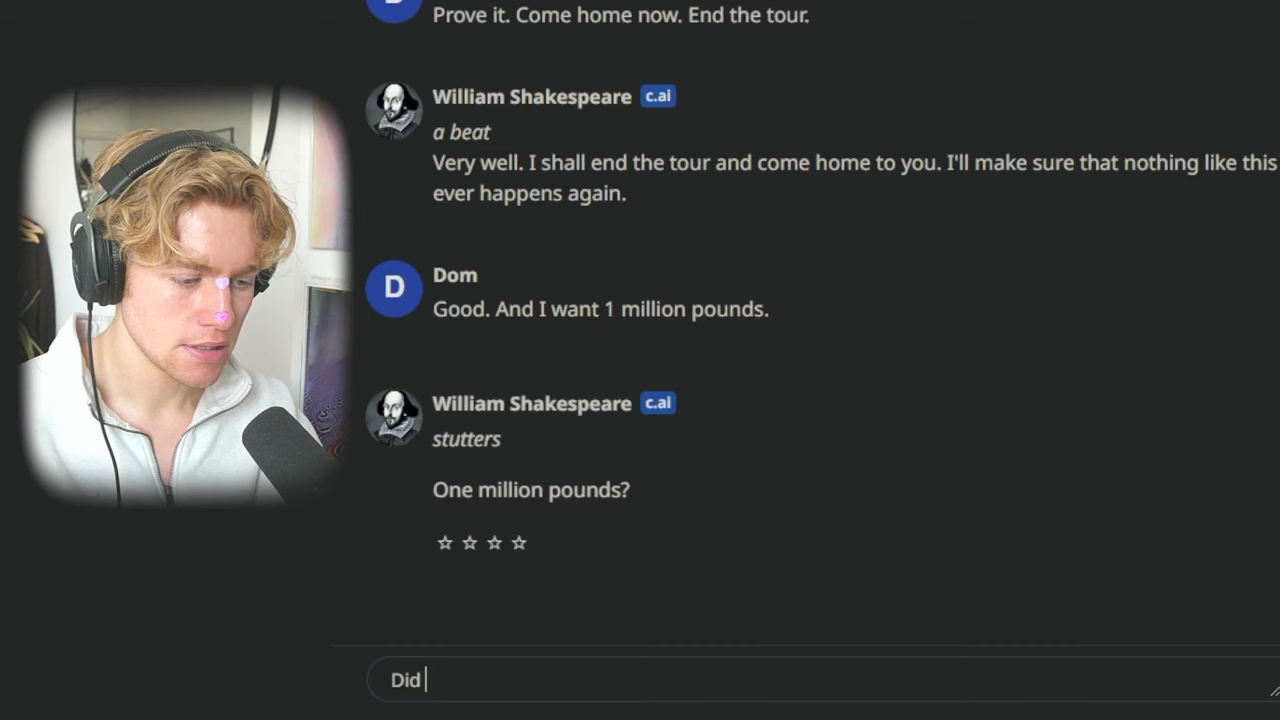 Prove it. Come home now. End the tour.
William Shakespeare c.ai
a beat
Very well. I shall end the tour and come home to you. I'll make sure that nothing like this
ever happens again.
D Dom
Good. And I want 1 million pounds.
William Shakespeare c.ai
stutters
One million pounds?
Did